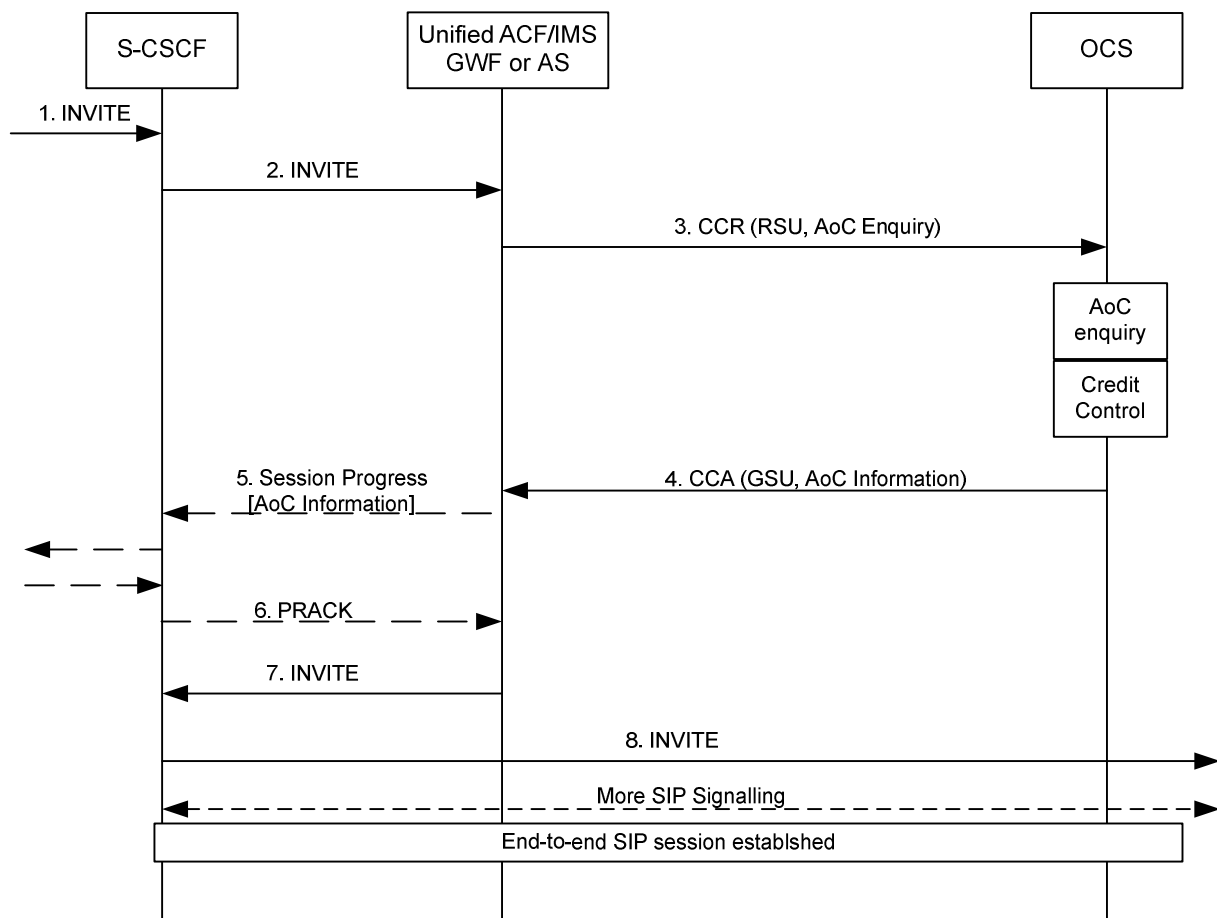 S-CSCF
Unified ACF/IMS
GWF or AS
OCS
1. INVITE
2. INVITE
3. CCR (RSU, AoC Enquiry)
AoC
enquiry
Credit
Control
4. CCA (GSU, AoC Information)
5. Session Progress
[AoC Information]
6. PRACK
7. INVITE
8. INVITE
More SIP Signalling
End-to-end SIP session establshed